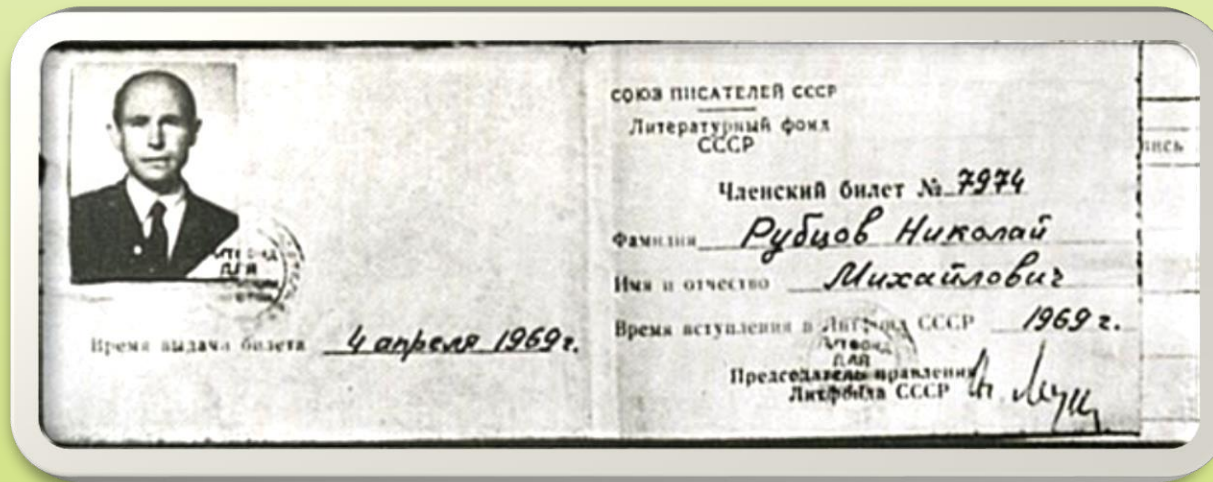 Время выдачи билета 4 апреля 1969 г.
СОЮЗ ПИСАТЕЛЕЙ СССР
Литературный фонд
СССР
Членский билет № 7974
Фамилия Рубцов Николай
Имя и отчество Михайлович
Время вступления в Литфонд СССР 1969 г.
Председатель правления
Литфонда СССР